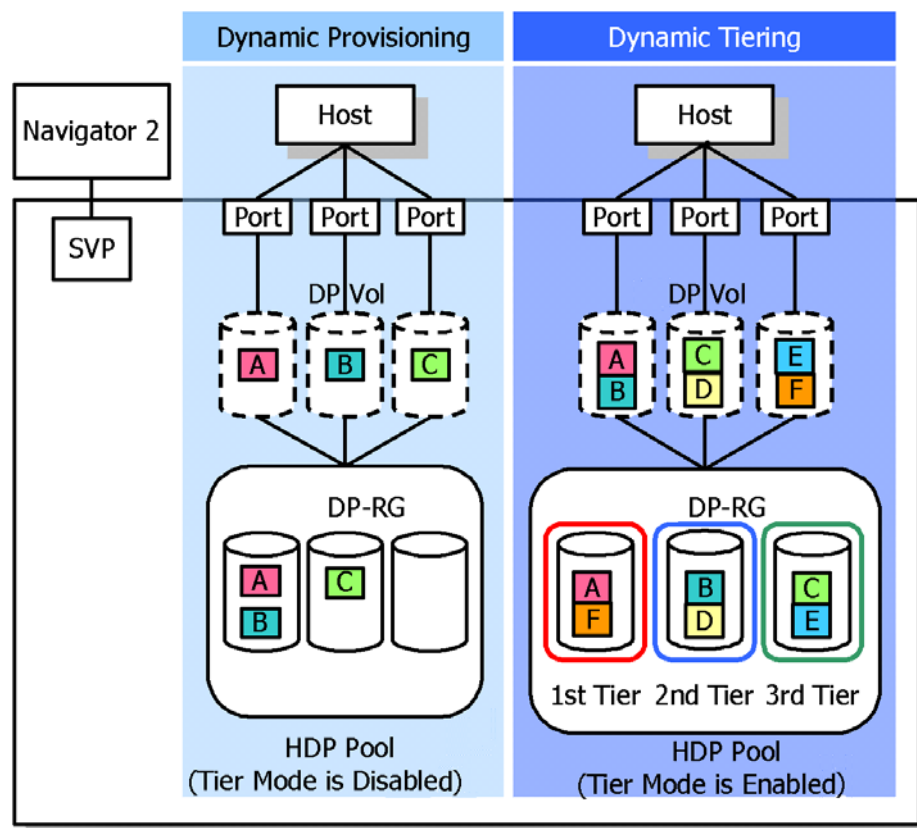 Dynamic Provisioning
Dynamic Tiering
Navigator 2
SVP
Host
Port Port Port
DP Vol
A B C
DP-RG
A C
B
HDP Pool
(Tier Mode is Disabled)
Host
Port Port Port
DP Vol
A C E
B D F
DP-RG
A B C
F D E
1st Tier 2nd Tier 3rd Tier
HDP Pool
(Tier Mode is Enabled)